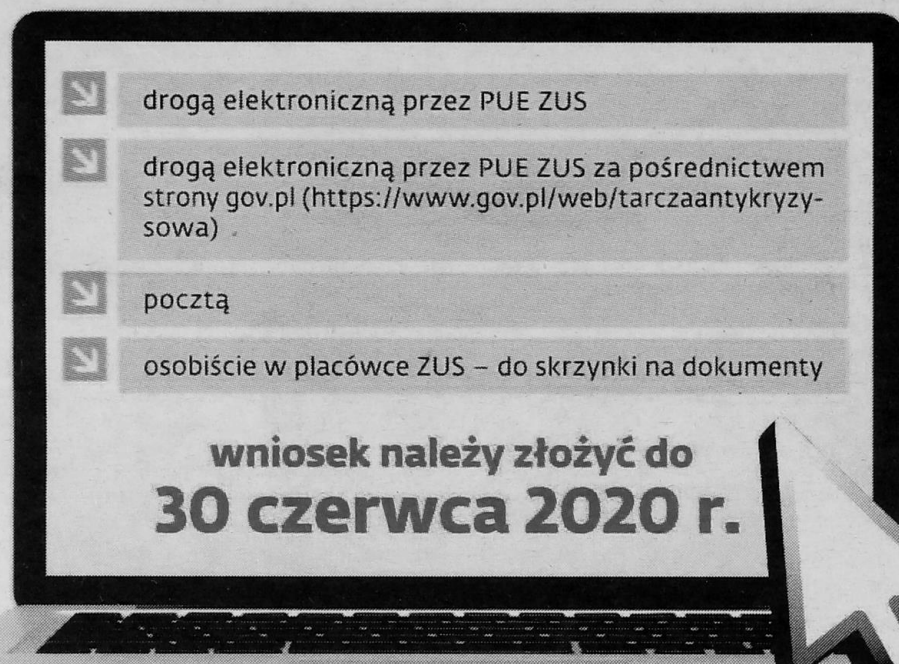 drogą elektroniczną przez PUE ZUS
drogą elektroniczną przez PUE ZUS za pośrednictwem
strony gov.pl (https://www.gov.pl/web/tarczaantykryzy-
sowa)
pocztą
osobiście w placówce ZUS – do skrzynki na dokumenty
wniosek należy złożyć do
30 czerwca 2020 r.